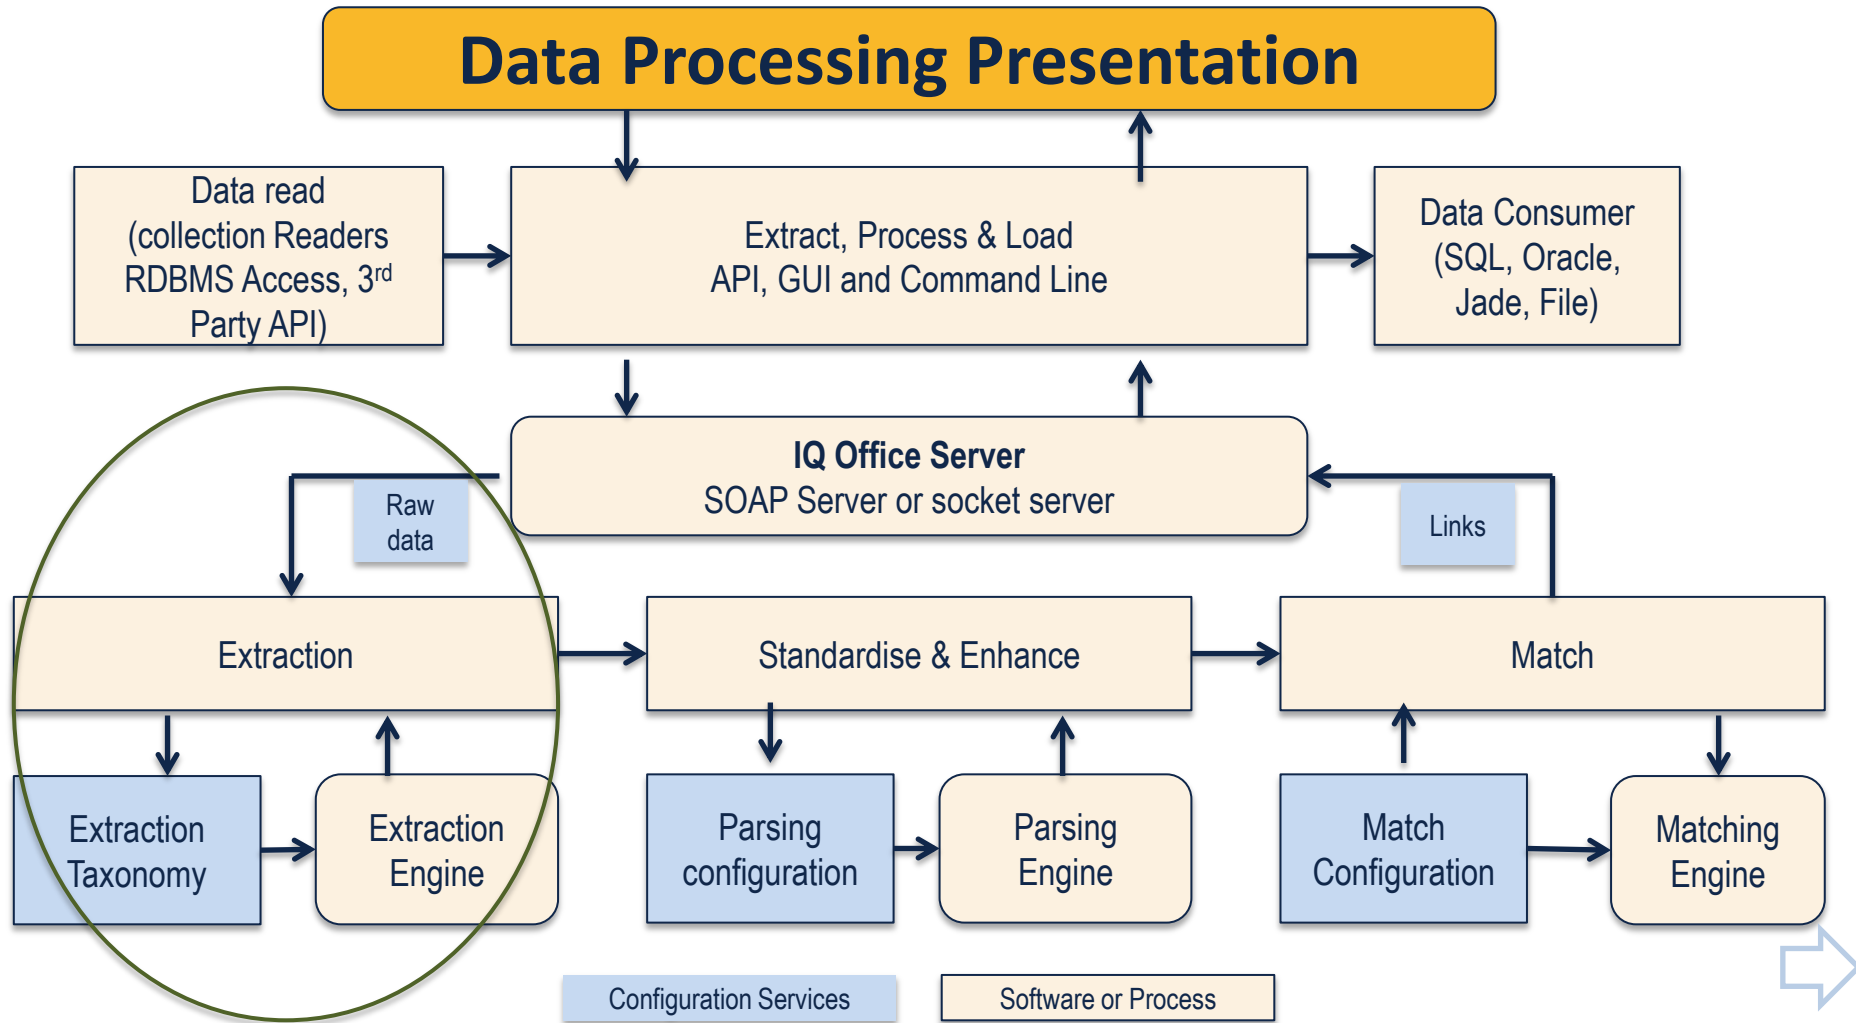 Data Processing Presentation
Data read
(collection Readers
RDBMS Access, 3rd
Party API)
Extract, Process & Load
API, GUI and Command Line
Data Consumer
(SQL, Oracle,
Jade, File)
IQ Office Server
SOAP Server or socket server
Raw
data
Links
Extraction
Standardise & Enhance
Match
Extraction
Taxonomy
Extraction
Engine
Parsing
configuration
Parsing
Engine
Match
Configuration
Matching
Engine
Configuration Services
Software or Process